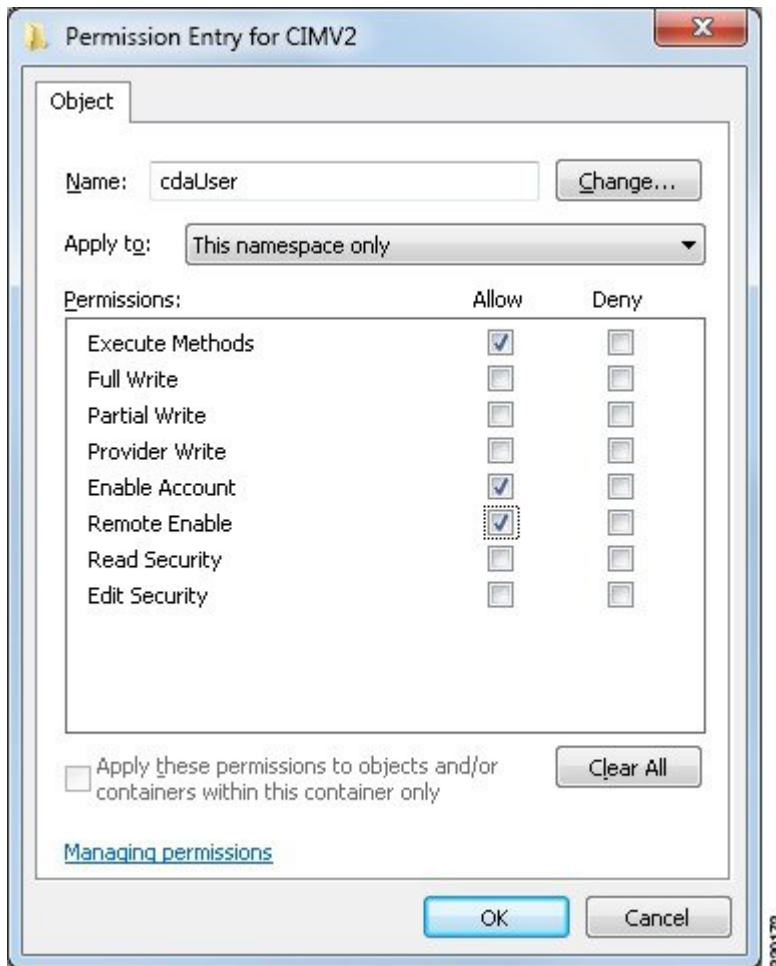 Permission Entry for CIMV2
Object
Name: cdaUser Change...
Apply to: This namespace only
Permissions: Allow Deny
Execute Methods
Full Write
Partial Write
Provider Write
Enable Account
Remote Enable
Read Security
Edit Security
Apply these permissions to objects and/or
containers within this container only
Clear All
Managing permissions
OK Cancel